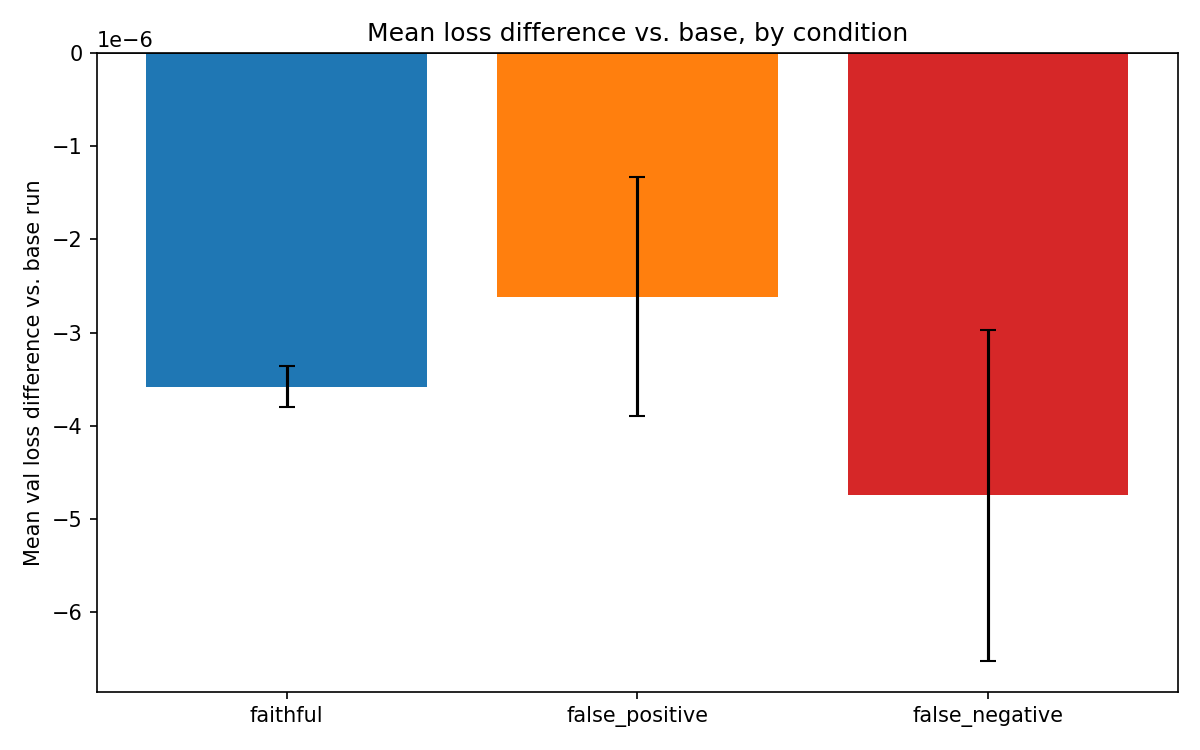 Mean loss difference vs. base, by condition
1e−6
0
−1
−2
−3
−4
−5
−6
Mean val loss difference vs. base run
faithful
false_positive
false_negative